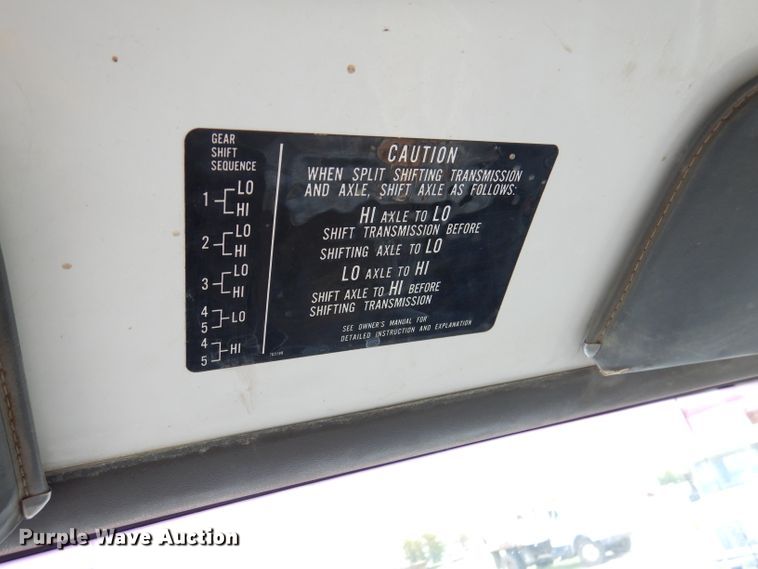 GEAR
SHIFT
SEQUENCE
1 LO
HI
2 LO
HI
3 LO
HI
4
5 LO
4
5 HI
CAUTION
WHEN SPLIT SHIFTING TRANSMISSION
AND AXLE, SHIFT AXLE AS FOLLOWS:
HI AXLE TO LO
SHIFT TRANSMISSION BEFORE
SHIFTING AXLE TO LO
LO AXLE TO HI
SHIFT AXLE TO HI BEFORE
SHIFTING TRANSMISSION
SEE OWNER'S MANUAL FOR
DETAILED INSTRUCTION AND EXPLANATION
Purple Wave Auction